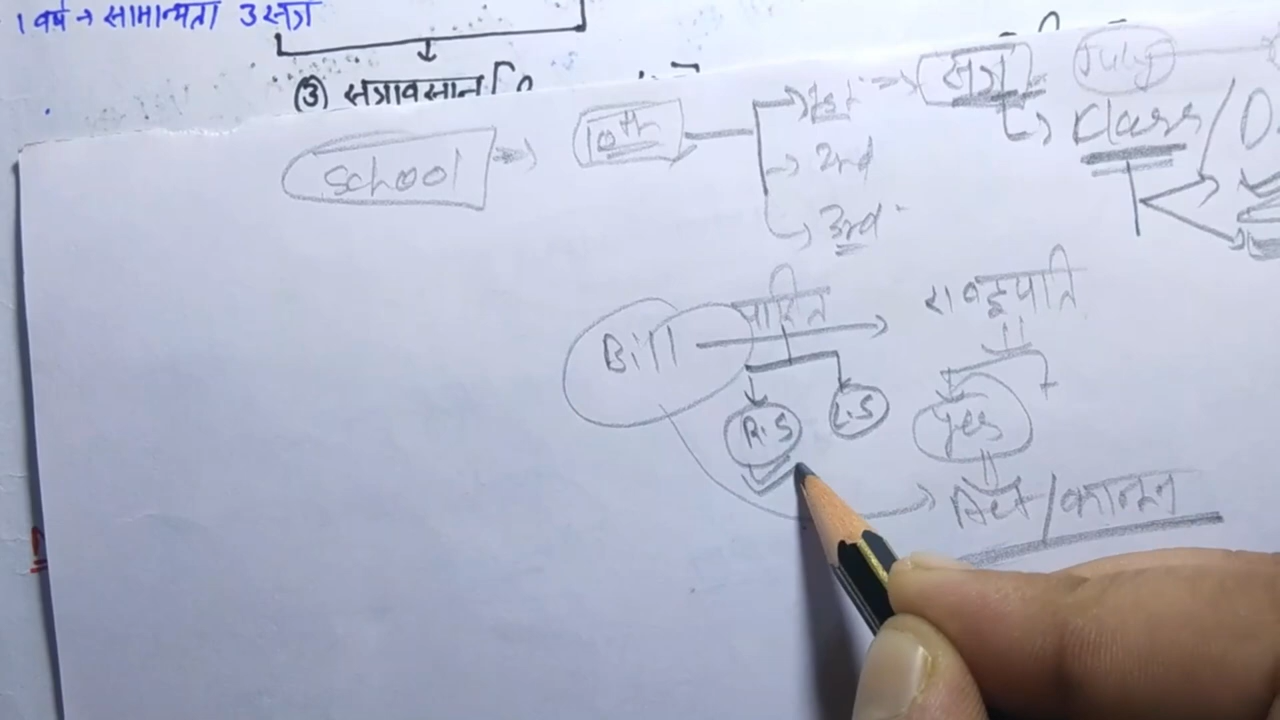 1 वर्ष → सामान्यता 3 सत्र
(3) सत्रावसान
School → 10th → 1st → सत्र July
→ 2nd → Class /
→ 3rd
Bill पारित → राष्ट्रपति
R.S L.S Yes
Act/कानून